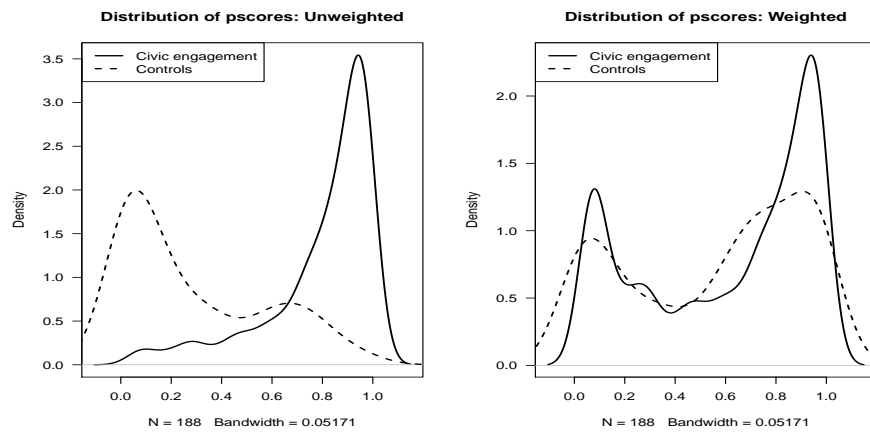 Distribution of pscores: Unweighted
Civic engagement
Controls
Density
3.5
3.0
2.5
2.0
1.5
1.0
0.5
0.0
0.0 0.2 0.4 0.6 0.8 1.0
N = 188 Bandwidth = 0.05171
Distribution of pscores: Weighted
Civic engagement
Controls
Density
2.0
1.5
1.0
0.5
0.0
0.0 0.2 0.4 0.6 0.8 1.0
N = 188 Bandwidth = 0.05171